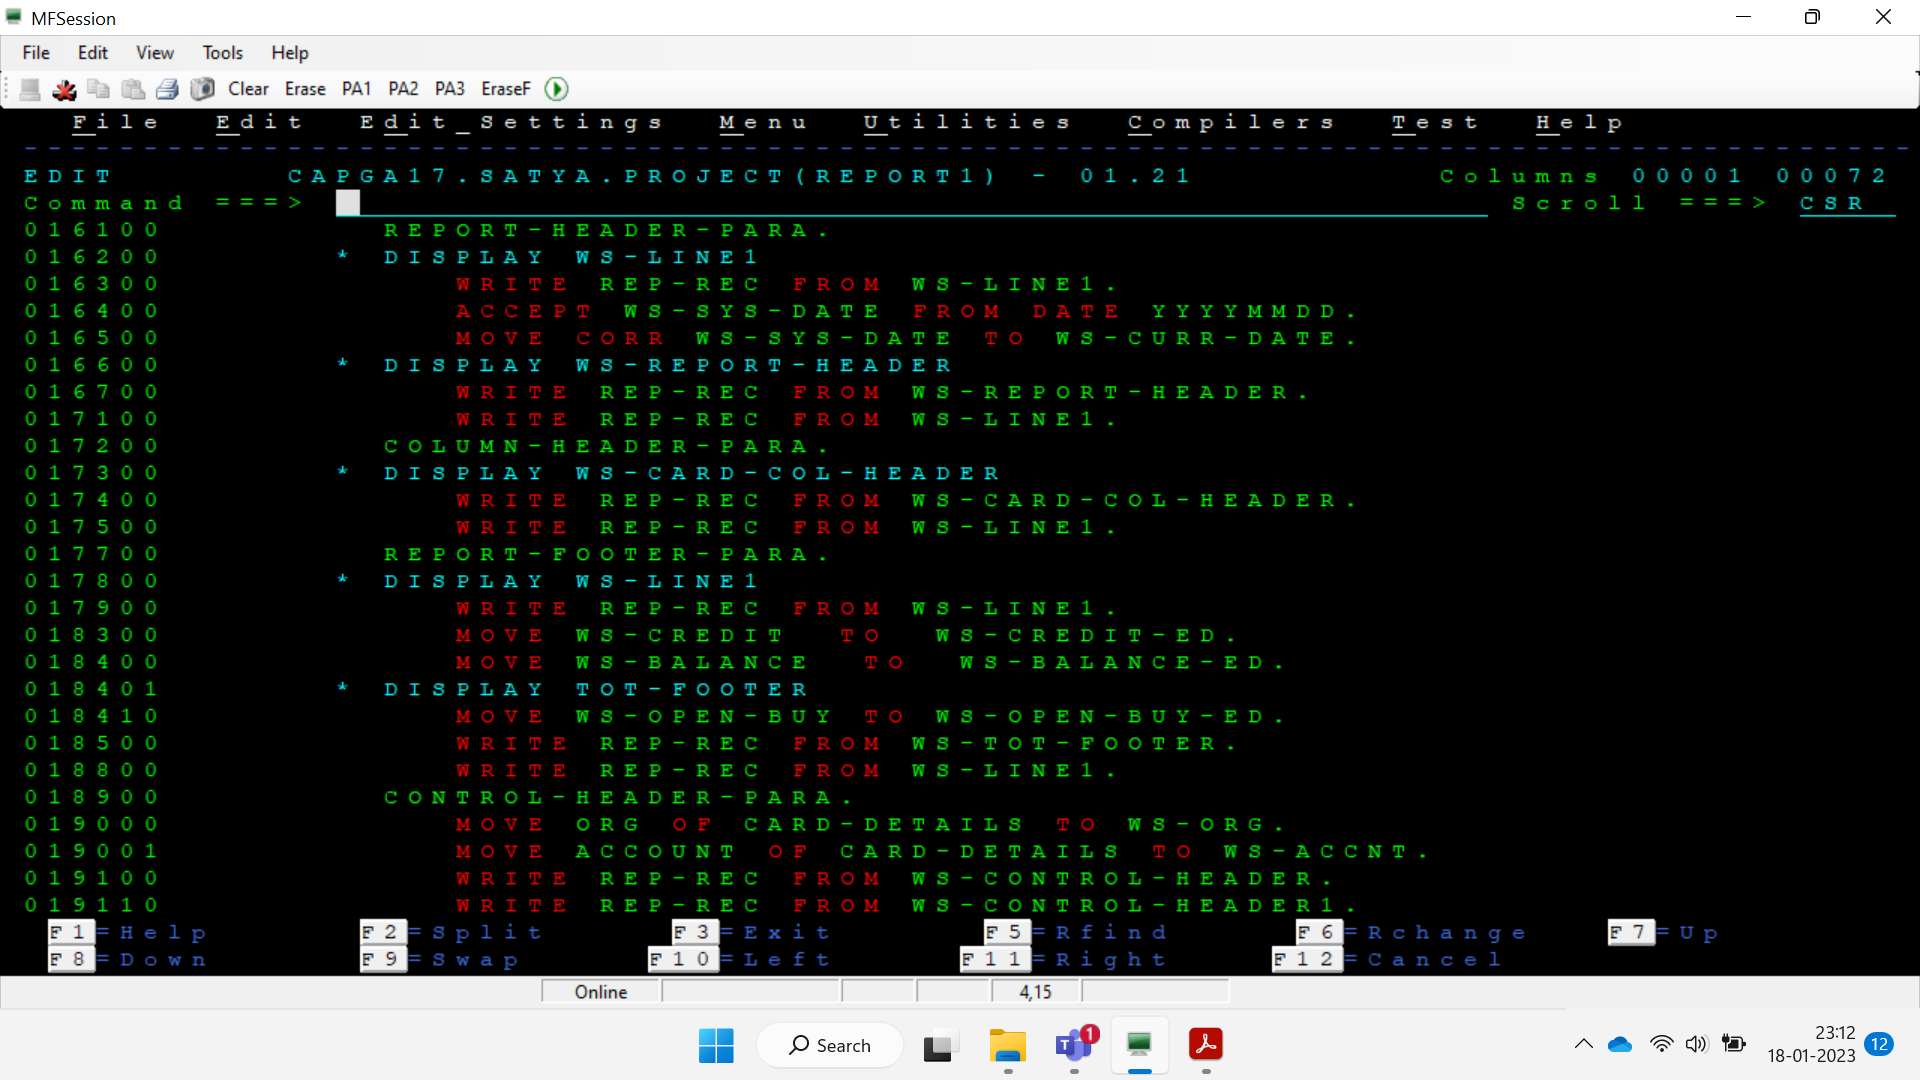 MFSession
File Edit View Tools Help
Clear Erase PA1 PA2 PA3 EraseF
File Edit Edit_Settings Menu Utilities Compilers Test Help
EDIT CAPGA17.SATYA.PROJECT(REPORT1) - 01.21 Columns 00001 00072
Command ===> Scroll ===> CSR
016100 REPORT-HEADER-PARA.
016200 * DISPLAY WS-LINE1
016300 WRITE REP-REC FROM WS-LINE1.
016400 ACCEPT WS-SYS-DATE FROM DATE YYYYMMDD.
016500 MOVE CORR WS-SYS-DATE TO WS-CURR-DATE.
016600 * DISPLAY WS-REPORT-HEADER
016700 WRITE REP-REC FROM WS-REPORT-HEADER.
017100 WRITE REP-REC FROM WS-LINE1.
017200 COLUMN-HEADER-PARA.
017300 * DISPLAY WS-CARD-COL-HEADER
017400 WRITE REP-REC FROM WS-CARD-COL-HEADER.
017500 WRITE REP-REC FROM WS-LINE1.
017700 REPORT-FOOTER-PARA.
017800 * DISPLAY WS-LINE1
017900 WRITE REP-REC FROM WS-LINE1.
018300 MOVE WS-CREDIT TO WS-CREDIT-ED.
018400 MOVE WS-BALANCE TO WS-BALANCE-ED.
018401 * DISPLAY TOT-FOOTER
018410 MOVE WS-OPEN-BUY TO WS-OPEN-BUY-ED.
018500 WRITE REP-REC FROM WS-TOT-FOOTER.
018800 WRITE REP-REC FROM WS-LINE1.
018900 CONTROL-HEADER-PARA.
019000 MOVE ORG OF CARD-DETAILS TO WS-ORG.
019001 MOVE ACCOUNT OF CARD-DETAILS TO WS-ACCNT.
019100 WRITE REP-REC FROM WS-CONTROL-HEADER.
019110 WRITE REP-REC FROM WS-CONTROL-HEADER1.
F1=Help F2=Split F3=Exit F5=Rfind F6=Rchange F7=Up
F8=Down F9=Swap F10=Left F11=Right F12=Cancel
Online 4,15
Search 1 23:12 12
18-01-2023